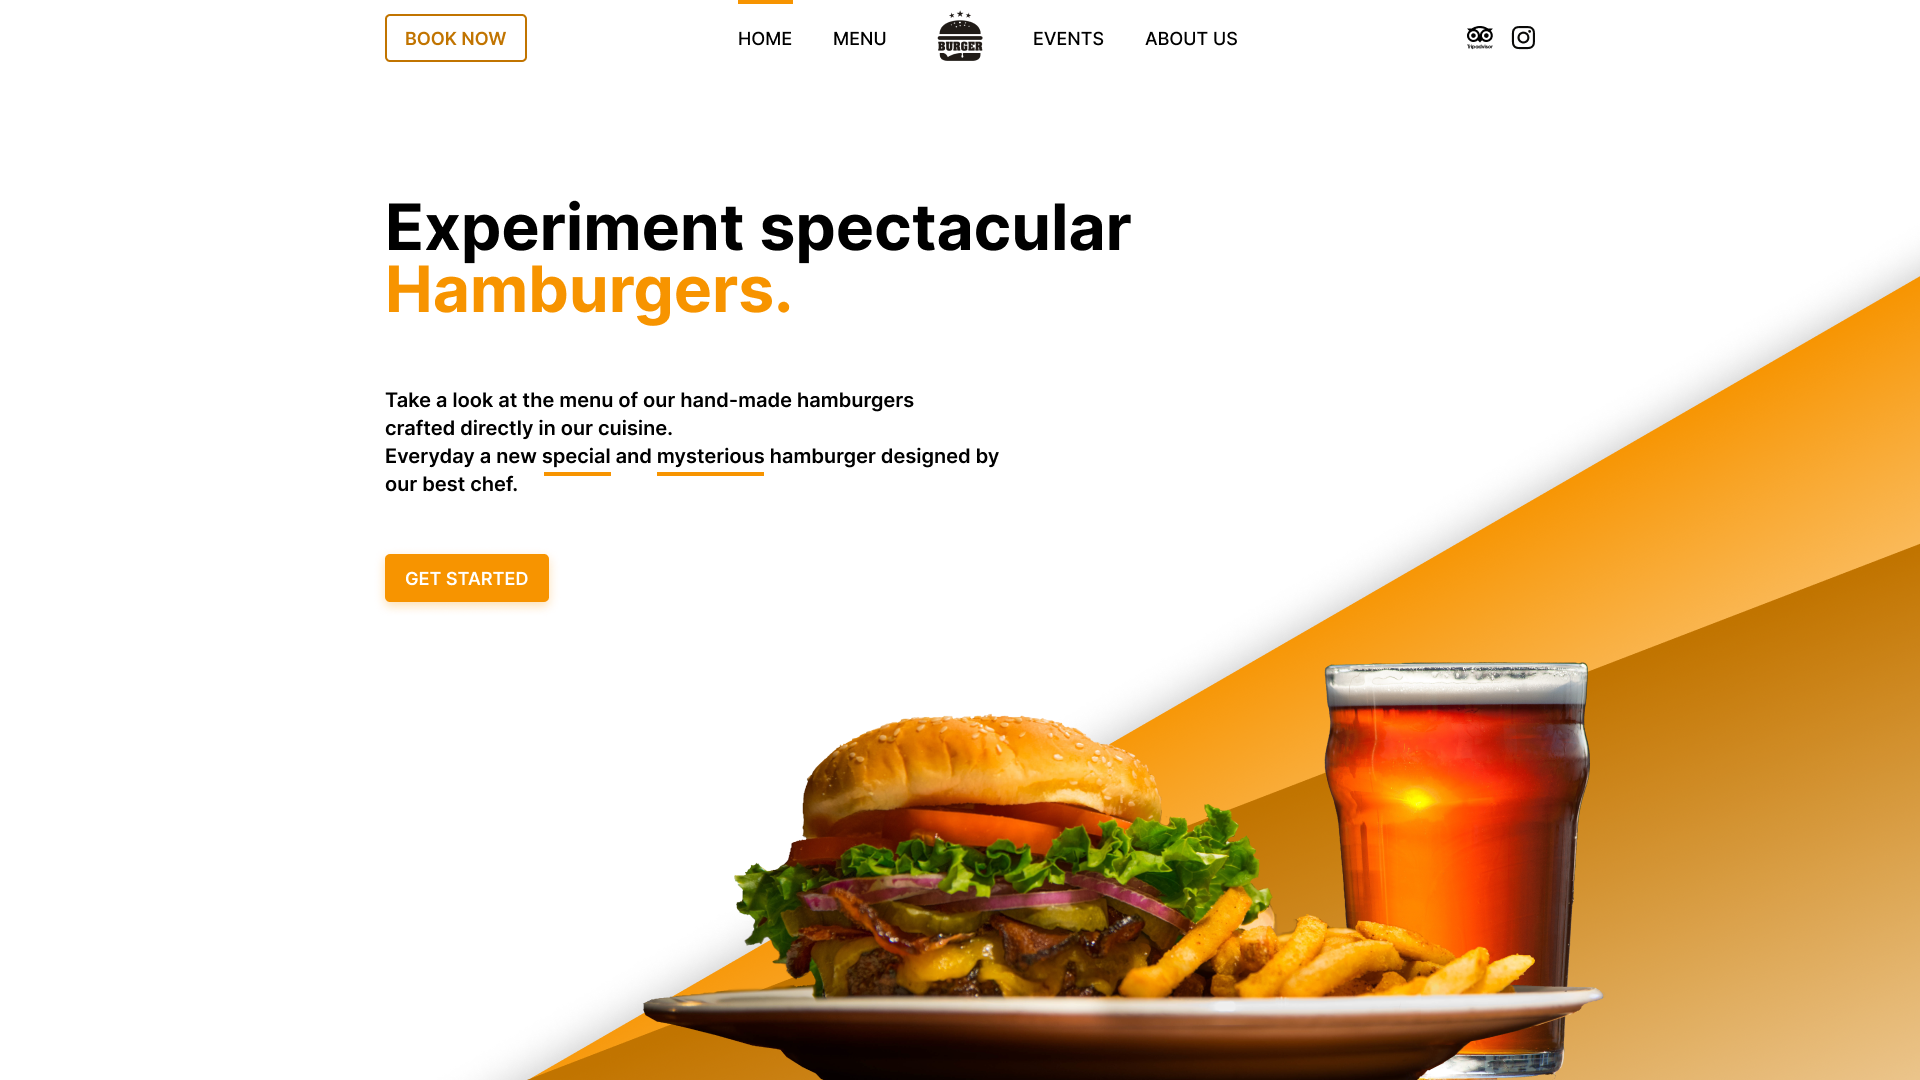 BOOK NOW
HOME
MENU
BURGER
EVENTS
ABOUT US
Tripadvisor
Experiment spectacular
Hamburgers.
Take a look at the menu of our hand-made hamburgers
crafted directly in our cuisine.
Everyday a new special and mysterious hamburger designed by
our best chef.
GET STARTED